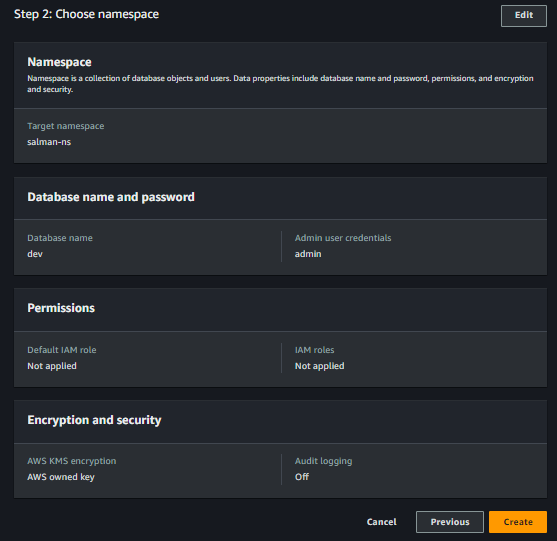 Step 2: Choose namespace
Edit
Namespace
Namespace is a collection of database objects and users. Data properties include database name and password, permissions, and encryption
and security.
Target namespace
salman-ns
Database name and password
Database name
dev
Admin user credentials
admin
Permissions
Default IAM role
Not applied
IAM roles
Not applied
Encryption and security
AWS KMS encryption
AWS owned key
Audit logging
Off
Cancel
Previous
Create